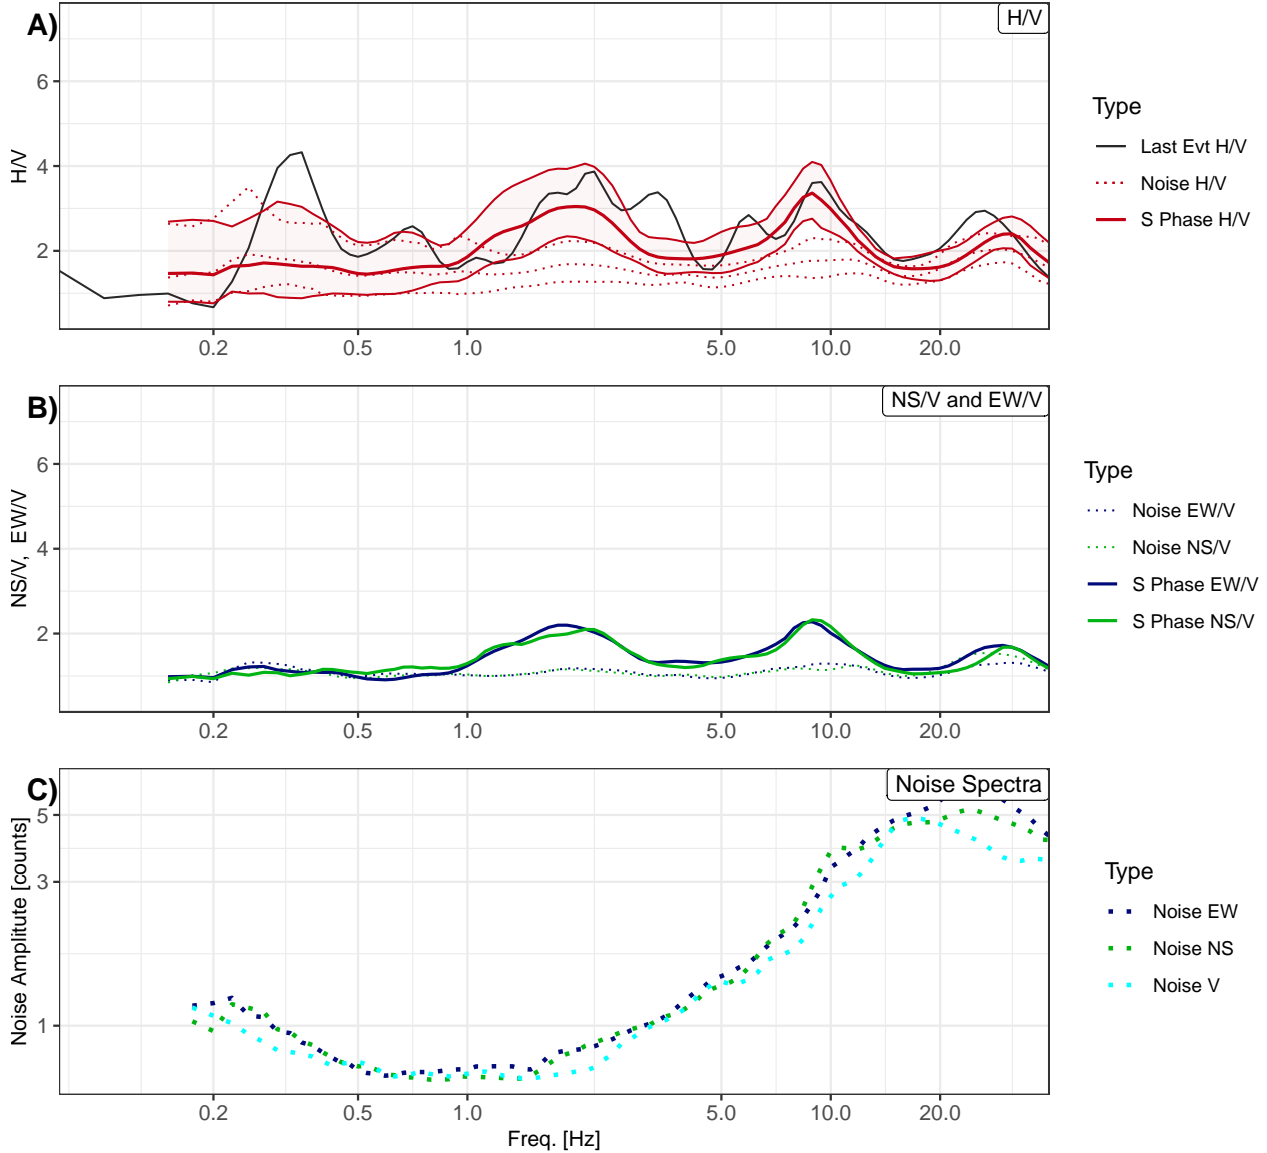 A)
H/V
6
4
2
H/V
0.2 0.5 1.0 5.0 10.0 20.0
Type
Last Evt H/V
Noise H/V
S Phase H/V
B)
NS/V and EW/V
6
4
2
NS/V, EW/V
0.2 0.5 1.0 5.0 10.0 20.0
Type
Noise EW/V
Noise NS/V
S Phase EW/V
S Phase NS/V
C)
Noise Spectra
5
3
1
Noise Amplitute [counts]
0.2 0.5 1.0 5.0 10.0 20.0
Freq. [Hz]
Type
Noise EW
Noise NS
Noise V